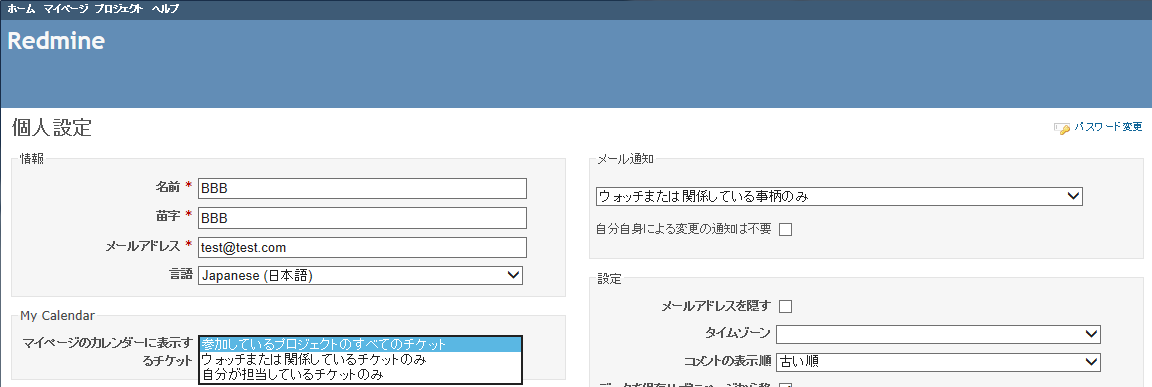 ホーム マイページ プロジェクト ヘルプ
Redmine
個人設定
パスワード変更
情報
名前 *
BBB
苗字 *
BBB
メールアドレス *
test@test.com
言語
Japanese (日本語)
My Calendar
マイページのカレンダーに表示す
るチケット
参加しているプロジェクトのすべてのチケット
ウォッチまたは関係しているチケットのみ
自分が担当しているチケットのみ
メール通知
ウォッチまたは関係している事柄のみ
自分自身による変更の通知は不要
設定
メールアドレスを隠す
タイムゾーン
コメントの表示順
古い順